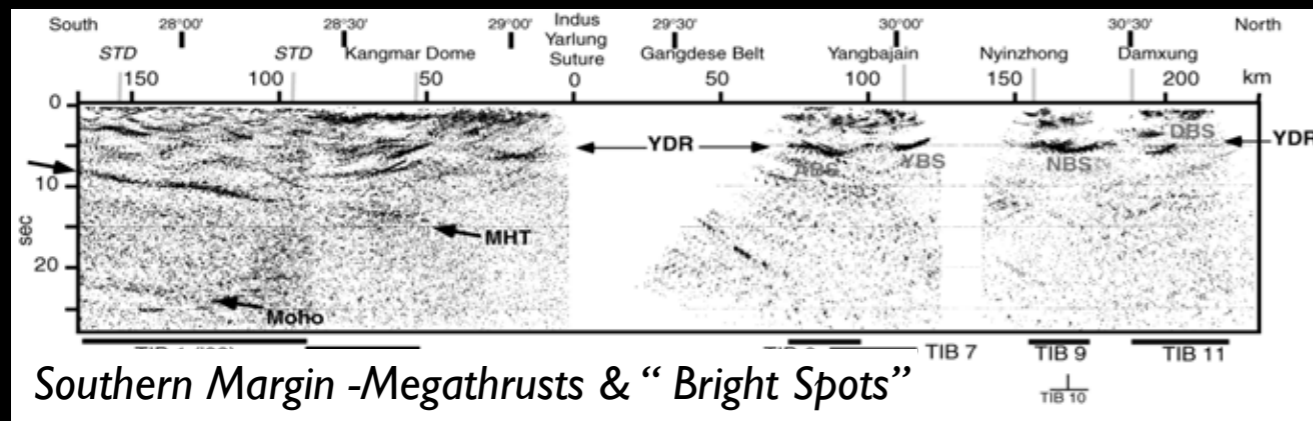 South 28°00' 28°30' 29°00' Indus Yarlung Suture 29°30' 30°00' 30°30' North
STD STD Kangmar Dome Gangdese Belt Yangbajain Nyinzhong Damxung
150 100 50 0 50 100 150 200 km
0
10
20
sec
YDR
DBS
YDR
YBS
NBS
MHT
Moho
TIB 7 TIB 9 TIB 11
TIB 10
Southern Margin -Megathrusts & “ Bright Spots”